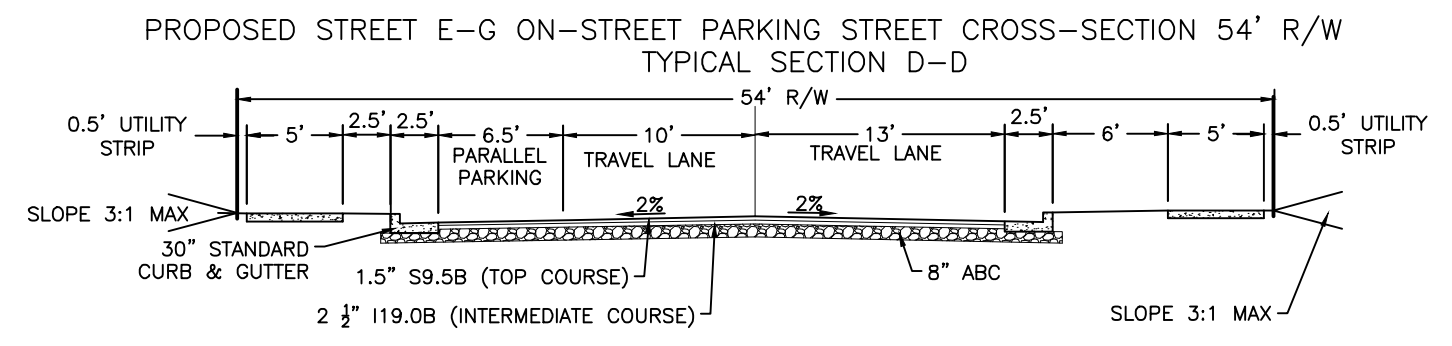 PROPOSED STREET E-G ON-STREET PARKING STREET CROSS-SECTION 54' R/W
TYPICAL SECTION D-D
54' R/W
0.5' UTILITY
STRIP
5'
2.5'
2.5'
6.5'
PARALLEL
PARKING
10'
TRAVEL LANE
13'
TRAVEL LANE
2.5'
6'
5'
0.5' UTILITY
STRIP
2%
2%
SLOPE 3:1 MAX
30" STANDARD
CURB & GUTTER
1.5" S9.5B (TOP COURSE)
2 ½" I19.0B (INTERMEDIATE COURSE)
8" ABC
SLOPE 3:1 MAX